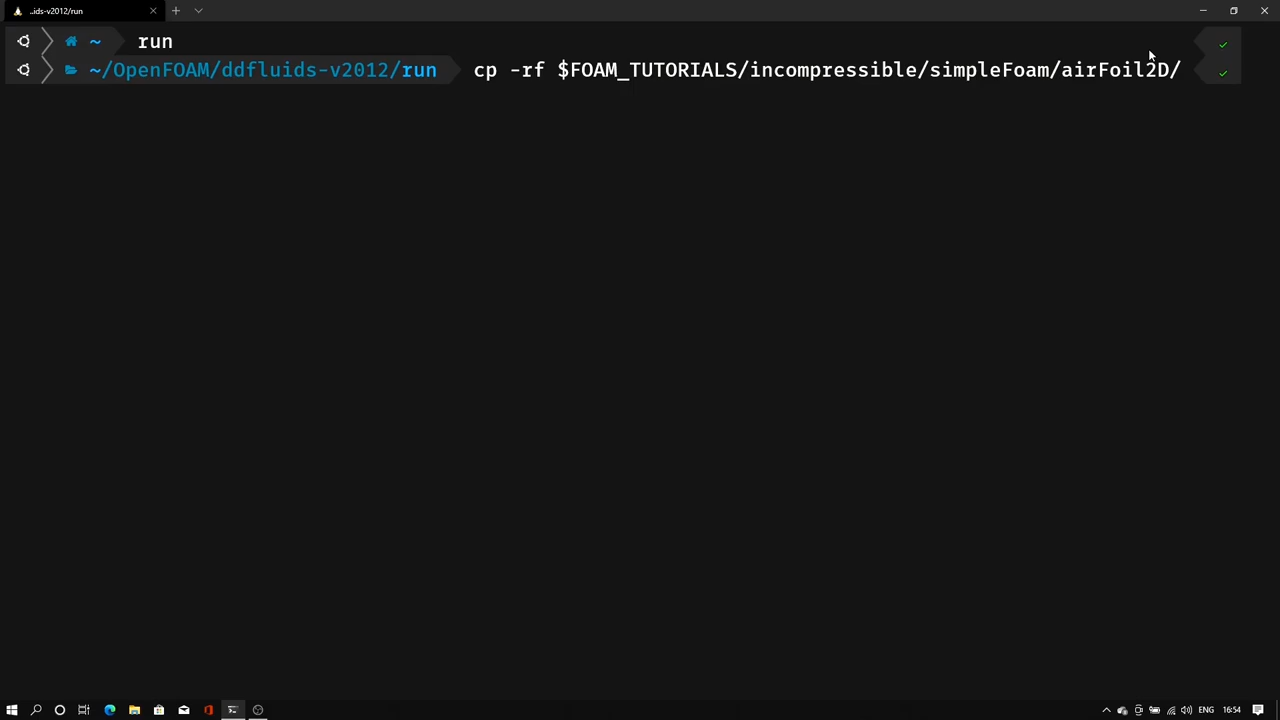 ..ids-v2012/run
~ run
~/OpenFOAM/ddfluids-v2012/run cp -rf $FOAM_TUTORIALS/incompressible/simpleFoam/airFoil2D/
ENG 16:54